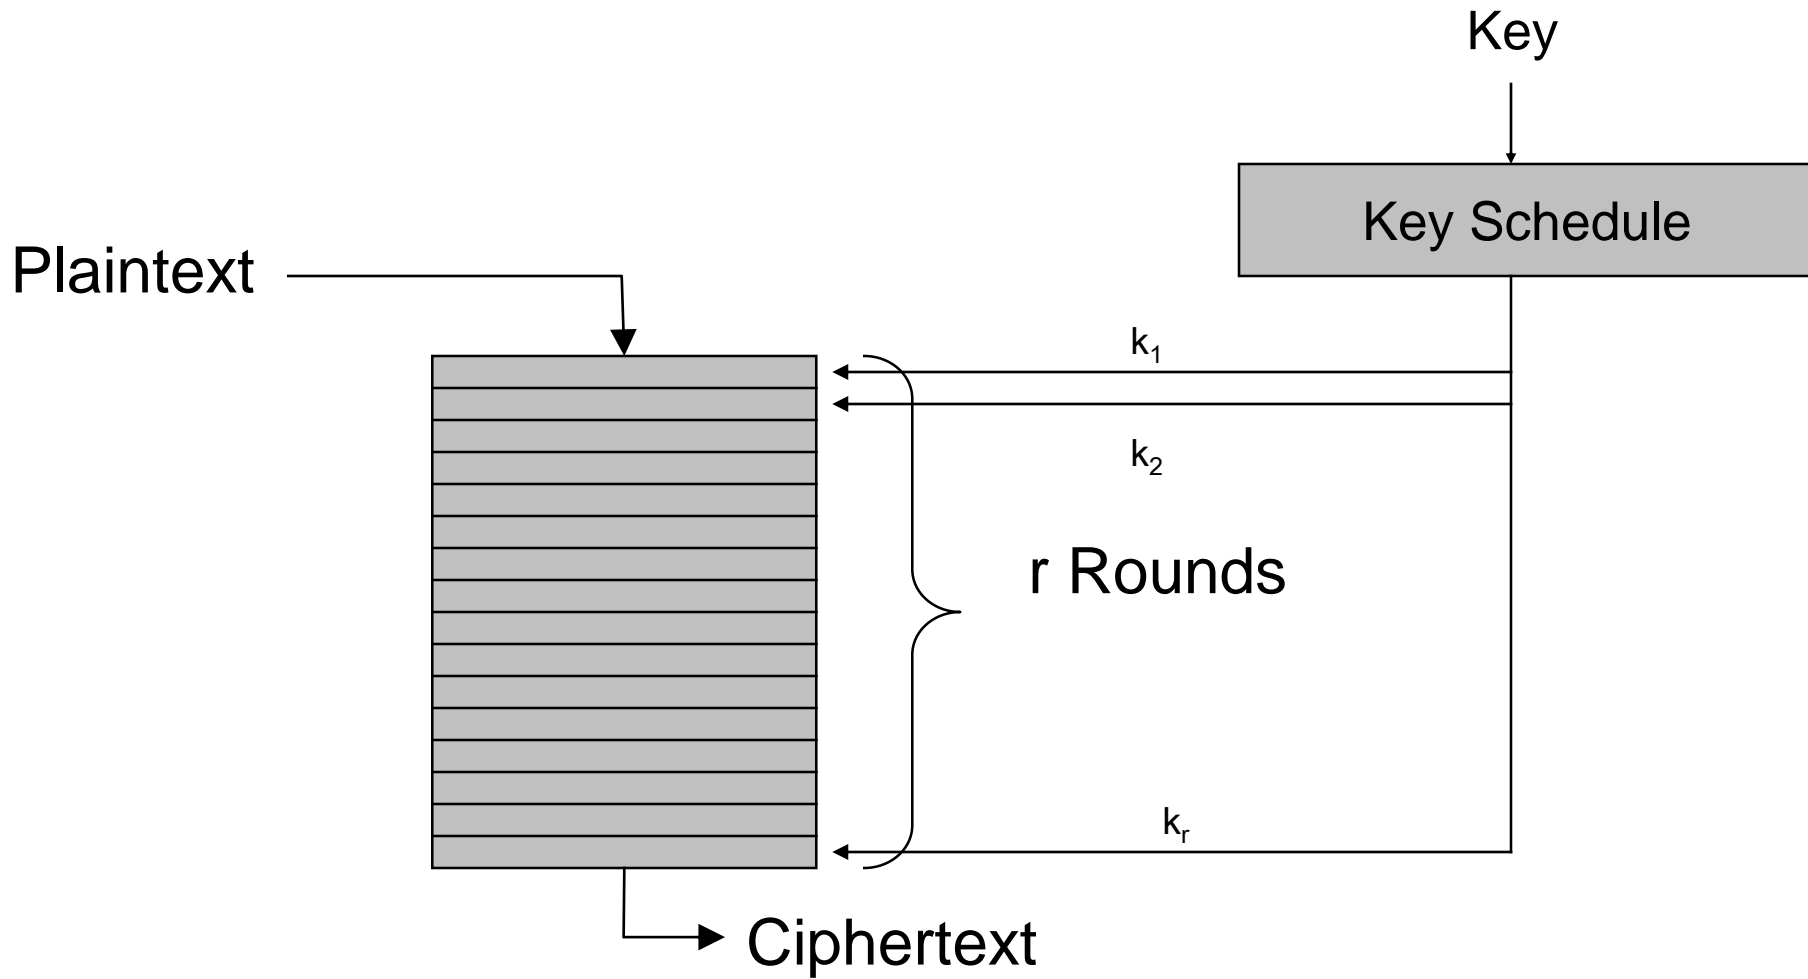 Key
Key Schedule
Plaintext
k₁
k₂
r Rounds
kᵣ
Ciphertext